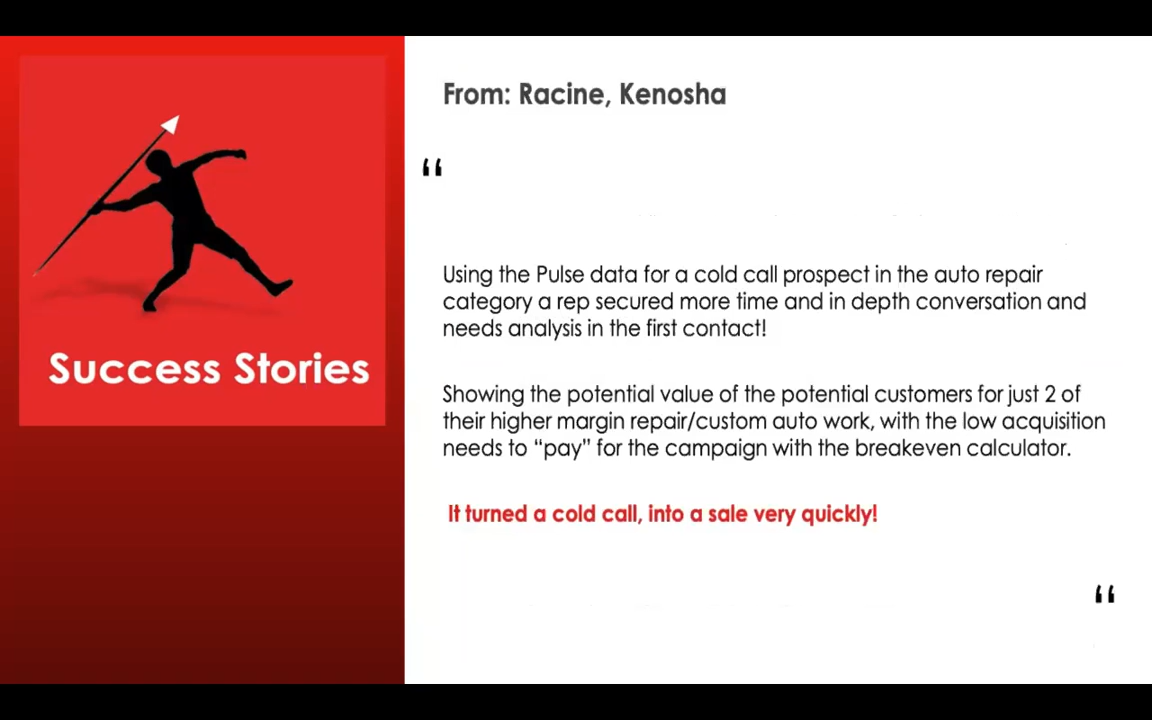 Success Stories
From: Racine, Kenosha
“
Using the Pulse data for a cold call prospect in the auto repair
category a rep secured more time and in depth conversation and
needs analysis in the first contact!
Showing the potential value of the potential customers for just 2 of
their higher margin repair/custom auto work, with the low acquisition
needs to “pay” for the campaign with the breakeven calculator.
It turned a cold call, into a sale very quickly!
“